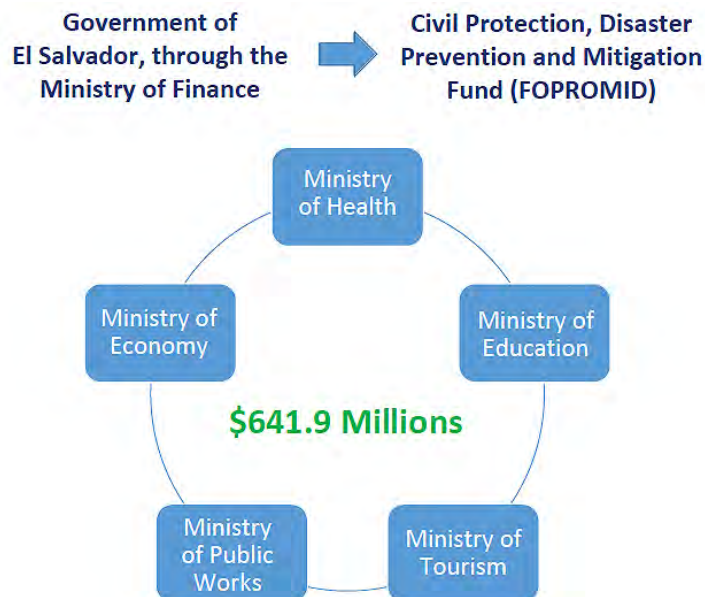 Government of
El Salvador, through the
Ministry of Finance
Civil Protection, Disaster
Prevention and Mitigation
Fund (FOPROMID)
Ministry
of Health
Ministry of
Economy
Ministry of
Education
$641.9 Millions
Ministry
of Public
Works
Ministry of
Tourism